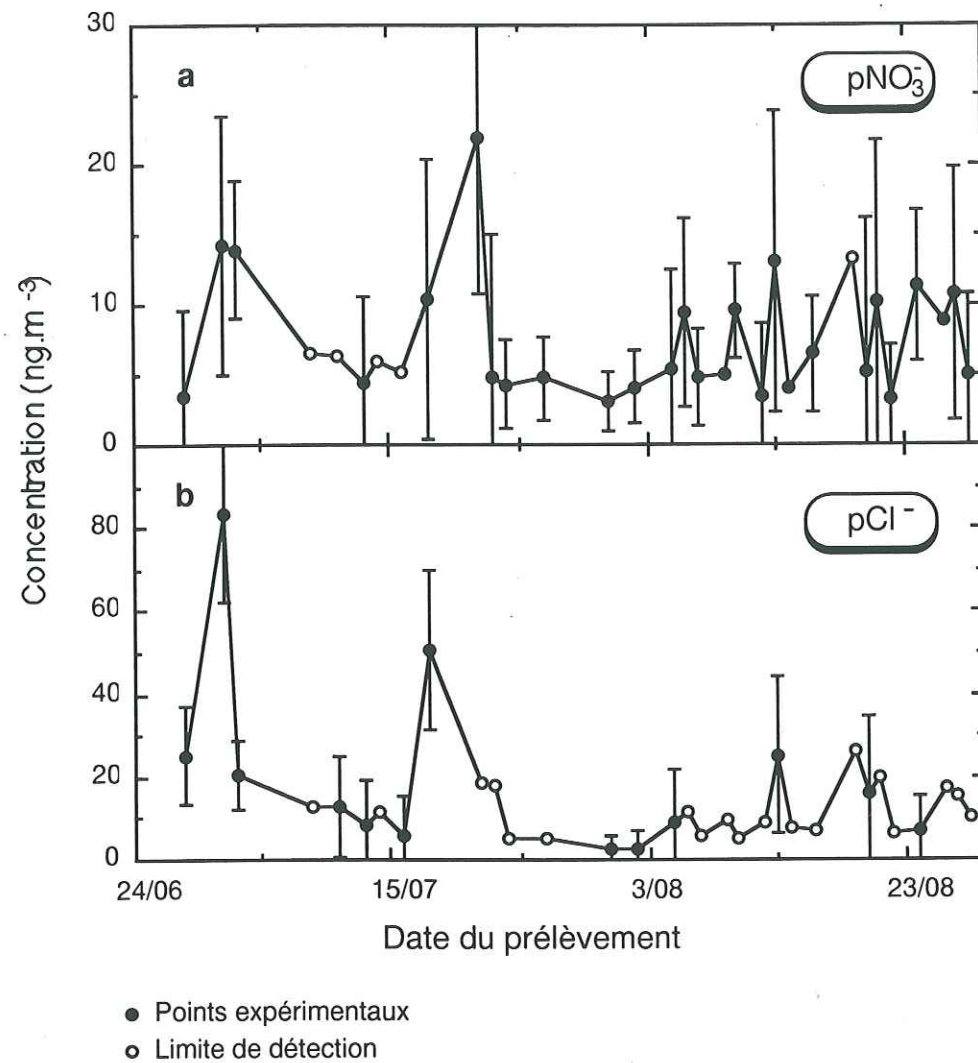 30
20
10
0
a
pNO₃⁻
Concentration (ng.m⁻³)
80
60
40
20
0
b
pCl⁻
24/06
15/07
3/08
23/08
Date du prélèvement
● Points expérimentaux
○ Limite de détection